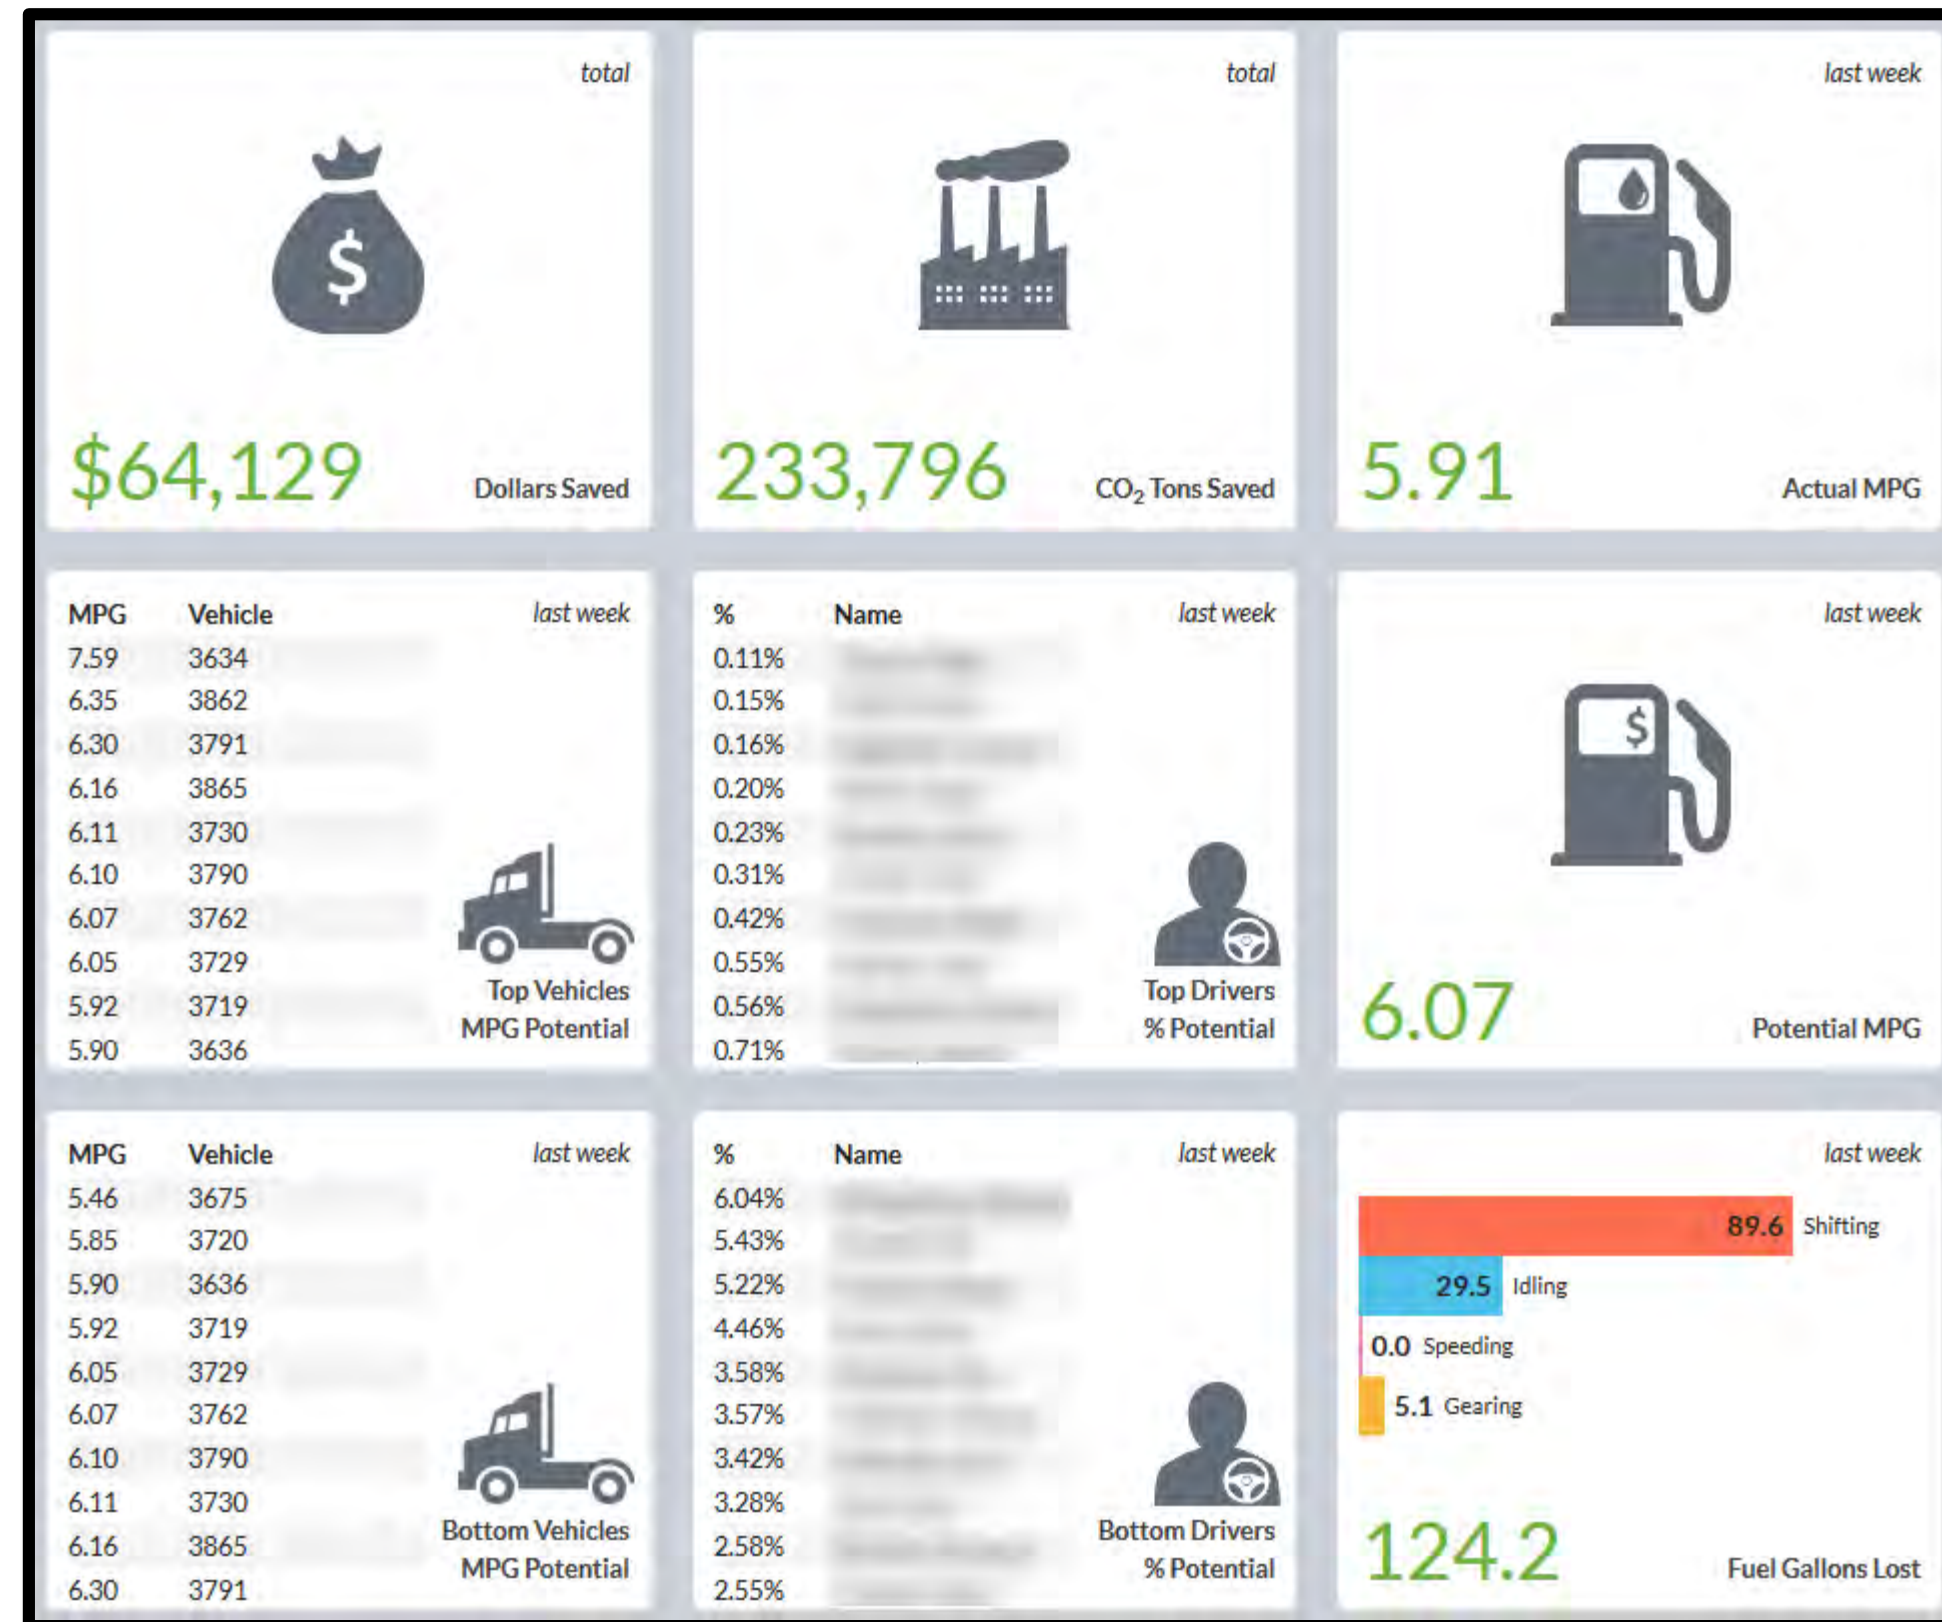 total
$
$64,129 Dollars Saved
total
233,796 CO₂ Tons Saved
last week
5.91 Actual MPG
MPG Vehicle last week
7.59 3634
6.35 3862
6.30 3791
6.16 3865
6.11 3730
6.10 3790
6.07 3762
6.05 3729
5.92 3719
5.90 3636
Top Vehicles
MPG Potential
% Name last week
0.11%
0.15%
0.16%
0.20%
0.23%
0.31%
0.42%
0.55%
0.56%
0.71%
Top Drivers
% Potential
last week
$
6.07 Potential MPG
MPG Vehicle last week
5.46 3675
5.85 3720
5.90 3636
5.92 3719
6.05 3729
6.07 3762
6.10 3790
6.11 3730
6.16 3865
6.30 3791
Bottom Vehicles
MPG Potential
% Name last week
6.04%
5.43%
5.22%
4.46%
3.58%
3.57%
3.42%
3.28%
2.58%
2.55%
Bottom Drivers
% Potential
last week
89.6 Shifting
29.5 Idling
0.0 Speeding
5.1 Gearing
124.2 Fuel Gallons Lost